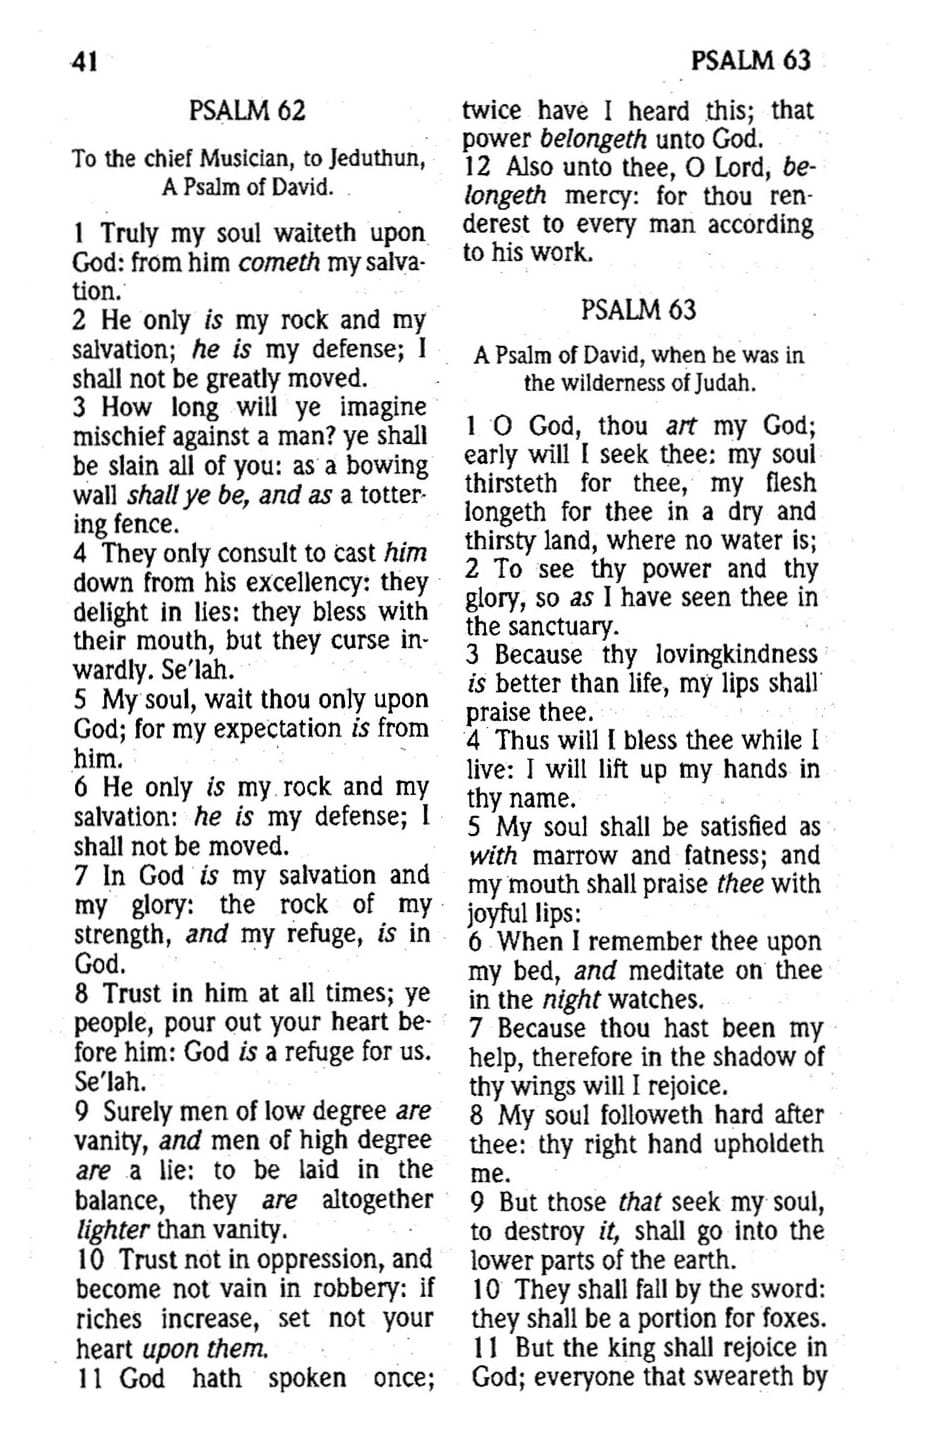 41
PSALM 63
PSALM 62
To the chief Musician, to Jeduthun,
A Psalm of David.
1 Truly my soul waiteth upon
God: from him cometh my salva-
tion.
2 He only is my rock and my
salvation; he is my defense; I
shall not be greatly moved.
3 How long will ye imagine
mischief against a man? ye shall
be slain all of you: as a bowing
wall shall ye be, and as a totter-
ing fence.
4 They only consult to cast him
down from his excellency: they
delight in lies: they bless with
their mouth, but they curse in-
wardly. Se'lah.
5 My soul, wait thou only upon
God; for my expectation is from
him.
6 He only is my rock and my
salvation: he is my defense; I
shall not be moved.
7 In God is my salvation and
my glory: the rock of my
strength, and my refuge, is in
God.
8 Trust in him at all times; ye
people, pour out your heart be-
fore him: God is a refuge for us.
Se'lah.
9 Surely men of low degree are
vanity, and men of high degree
are a lie: to be laid in the
balance, they are altogether
lighter than vanity.
10 Trust not in oppression, and
become not vain in robbery: if
riches increase, set not your
heart upon them.
11 God hath spoken once;
twice have I heard this; that
power belongeth unto God.
12 Also unto thee, O Lord, be-
longeth mercy: for thou ren-
derest to every man according
to his work.
PSALM 63
A Psalm of David, when he was in
the wilderness of Judah.
1 O God, thou art my God;
early will I seek thee: my soul
thirsteth for thee, my flesh
longeth for thee in a dry and
thirsty land, where no water is;
2 To see thy power and thy
glory, so as I have seen thee in
the sanctuary.
3 Because thy lovingkindness
is better than life, my lips shall
praise thee.
4 Thus will I bless thee while I
live: I will lift up my hands in
thy name.
5 My soul shall be satisfied as
with marrow and fatness; and
my mouth shall praise thee with
joyful lips:
6 When I remember thee upon
my bed, and meditate on thee
in the night watches.
7 Because thou hast been my
help, therefore in the shadow of
thy wings will I rejoice.
8 My soul followeth hard after
thee: thy right hand upholdeth
me.
9 But those that seek my soul,
to destroy it, shall go into the
lower parts of the earth.
10 They shall fall by the sword:
they shall be a portion for foxes.
11 But the king shall rejoice in
God; everyone that sweareth by